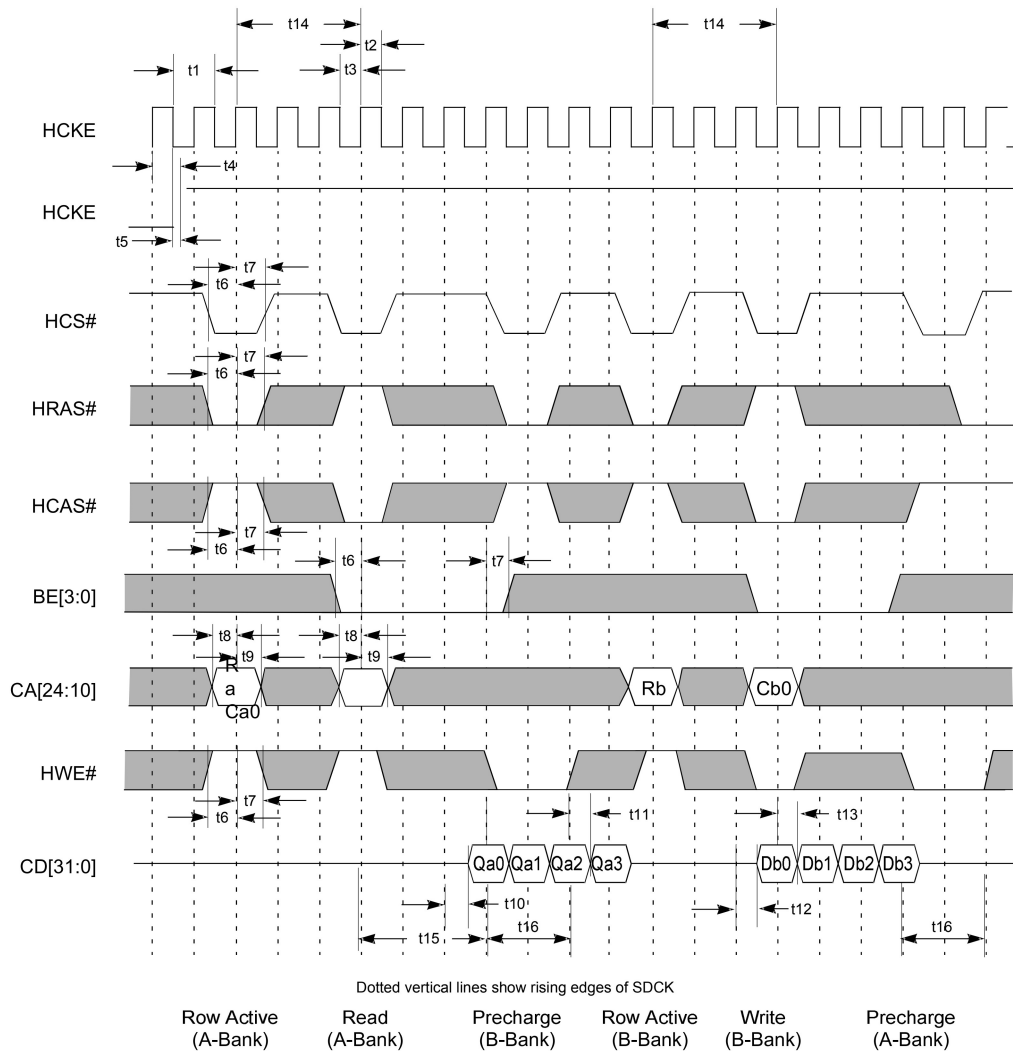 t14
t14
t2
t3
t1
HCKE
t4
HCKE
t5
t7
t6
HCS#
t7
t6
HRAS#
HCAS#
t7
t6
t6
t7
BE[3:0]
t8
t8
t9
t9
R
a
Ca0
CA[24:10]
Rb
Cb0
HWE#
t7
t6
t11
t13
CD[31:0]
Qa0
Qa1
Qa2
Qa3
Db0
Db1
Db2
Db3
t10
t12
t15
t16
t16
Dotted vertical lines show rising edges of SDCK
Row Active
(A-Bank)
Read
(A-Bank)
Precharge
(B-Bank)
Row Active
(B-Bank)
Write
(B-Bank)
Precharge
(A-Bank)